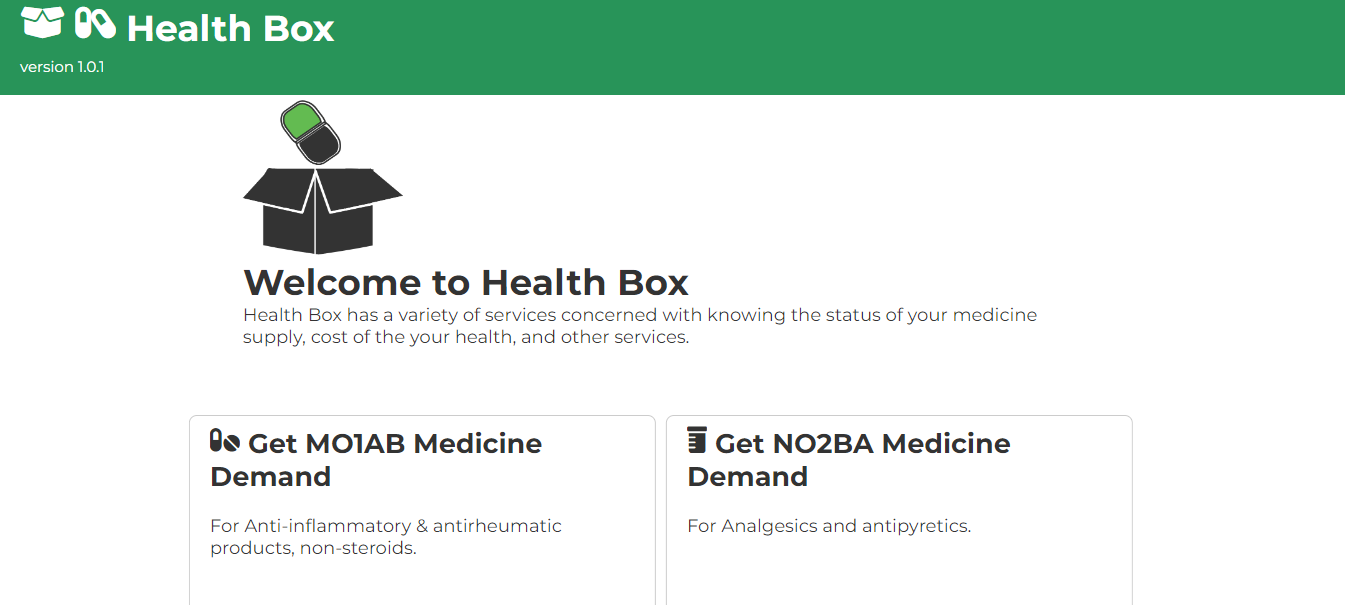 Health Box
version 1.0.1
Welcome to Health Box
Health Box has a variety of services concerned with knowing the status of your medicine
supply, cost of the your health, and other services.
Get MO1AB Medicine
Demand
For Anti-inflammatory & antirheumatic
products, non-steroids.
Get NO2BA Medicine
Demand
For Analgesics and antipyretics.